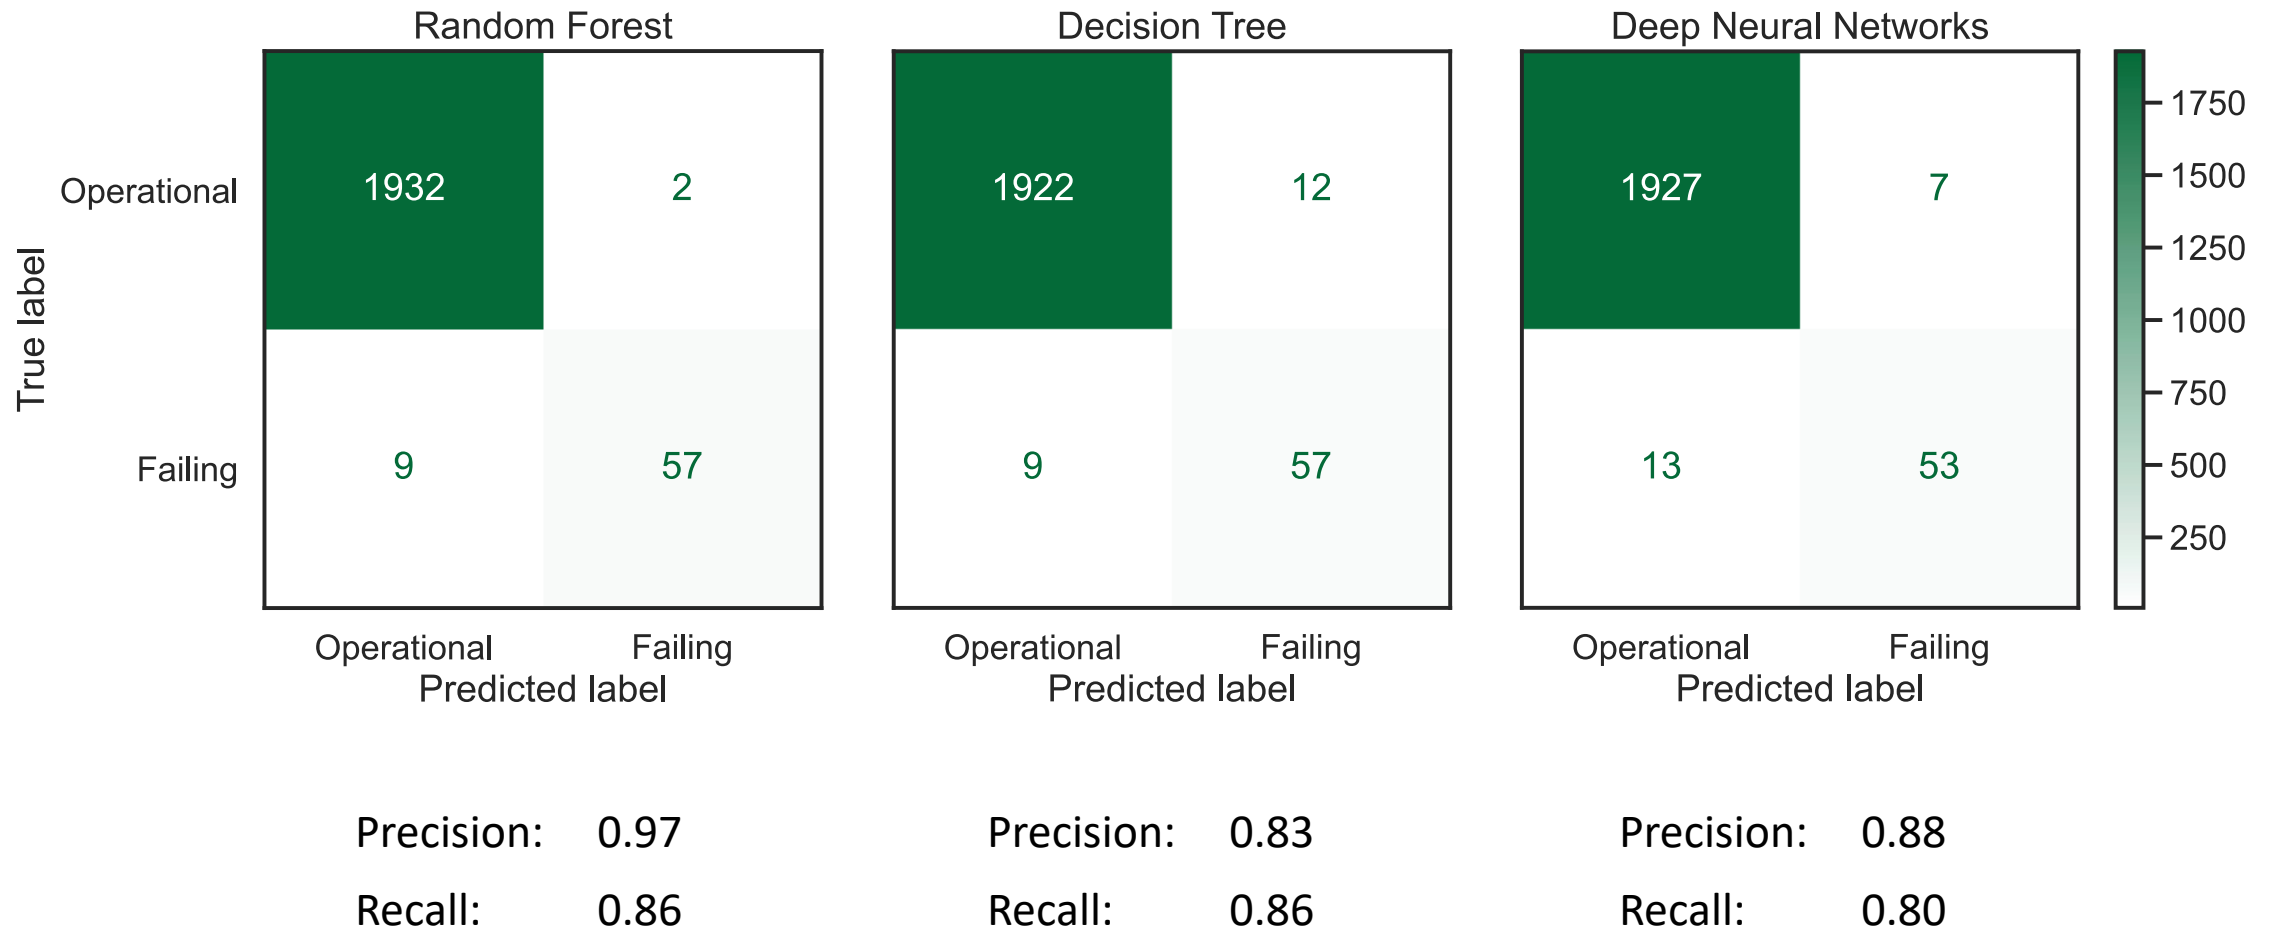 Random Forest Decision Tree Deep Neural Networks
1750
1500
1250
1000
750
500
250
True label
Operational 1932 2 1922 12 1927 7
Failing 9 57 9 57 13 53
Operational Failing Operational Failing Operational Failing
Predicted label Predicted label Predicted label
Precision: 0.97 Precision: 0.83 Precision: 0.88
Recall: 0.86 Recall: 0.86 Recall: 0.80